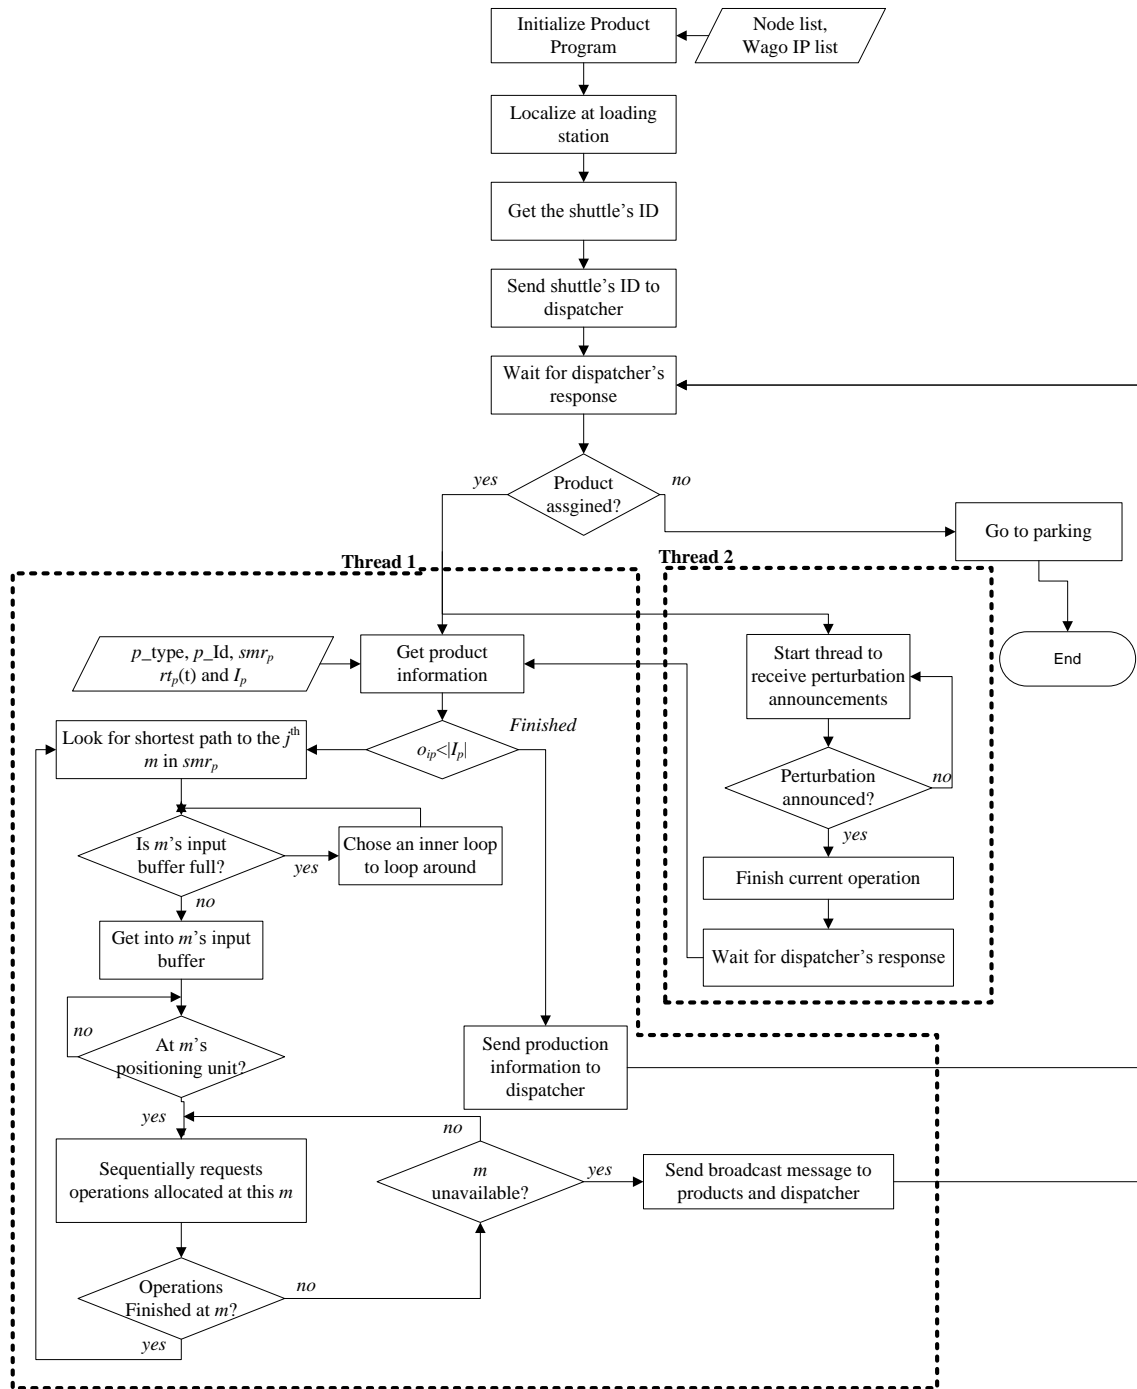 Initialize Product
Program
Node list,
Wago IP list
Localize at loading
station
Get the shuttle's ID
Send shuttle's ID to
dispatcher
Wait for dispatcher's
response
yes
Product
assgined?
no
Go to parking
End
Thread 1
Thread 2
p_type, p_Id, smrp
rtp(t) and Ip
Get product
information
Start thread to
receive perturbation
announcements
Look for shortest path to the jth
m in smrp
oip<|Ip|
Finished
Perturbation
announced?
no
yes
Is m's input
buffer full?
yes
Chose an inner loop
to loop around
no
Finish current operation
Get into m's input
buffer
Wait for dispatcher's response
no
At m's
positioning unit?
yes
Send production
information to
dispatcher
no
Sequentially requests
operations allocated at this m
m
unavailable?
yes
Send broadcast message to
products and dispatcher
Operations
Finished at m?
no
yes